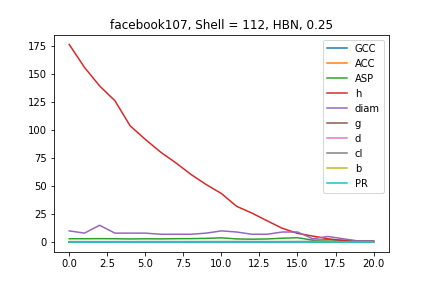 facebook107, Shell = 112, HBN, 0.25
175
150
125
100
75
50
25
0
0.0 2.5 5.0 7.5 10.0 12.5 15.0 17.5 20.0
GCC
ACC
ASP
h
diam
g
d
cl
b
PR